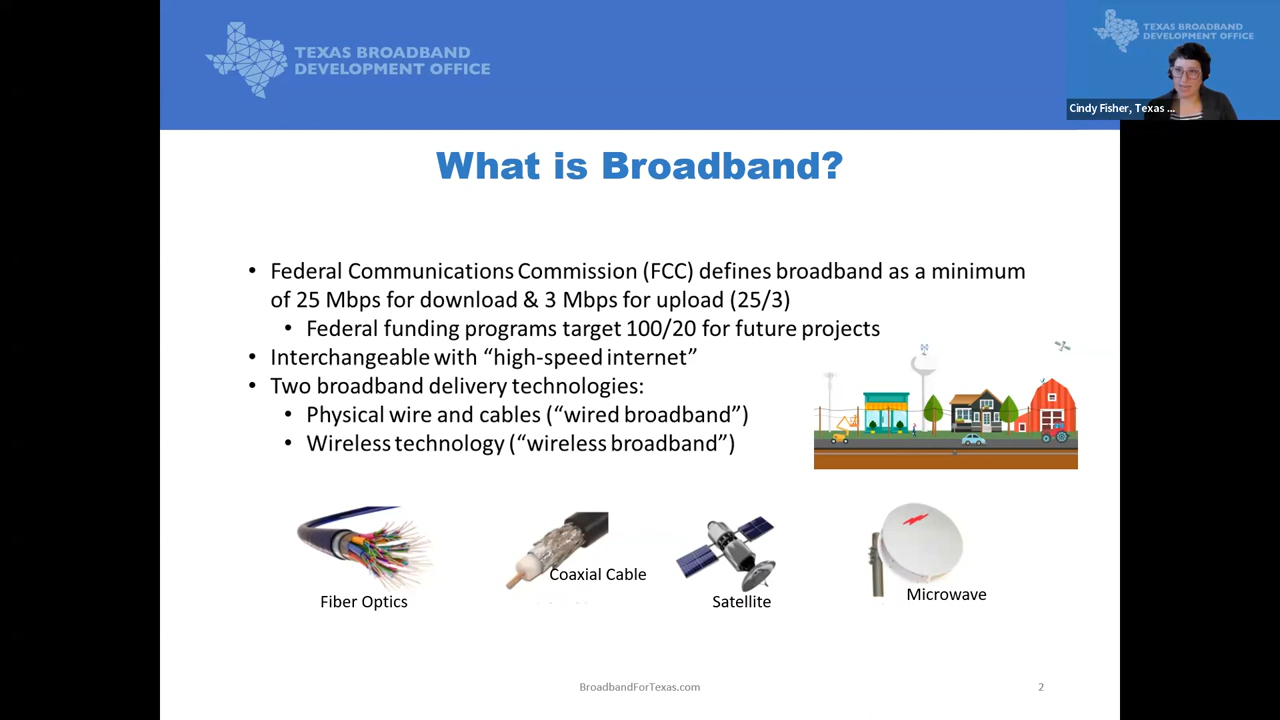 TEXAS BROADBAND
DEVELOPMENT OFFICE
TEXAS BROADBAND
DEVELOPMENT OFFICE
Cindy Fisher, Texas ...
What is Broadband?
• Federal Communications Commission (FCC) defines broadband as a minimum
of 25 Mbps for download & 3 Mbps for upload (25/3)
• Federal funding programs target 100/20 for future projects
• Interchangeable with “high-speed internet”
• Two broadband delivery technologies:
• Physical wire and cables (“wired broadband”)
• Wireless technology (“wireless broadband”)
Fiber Optics
Coaxial Cable
Satellite
Microwave
BroadbandForTexas.com
2